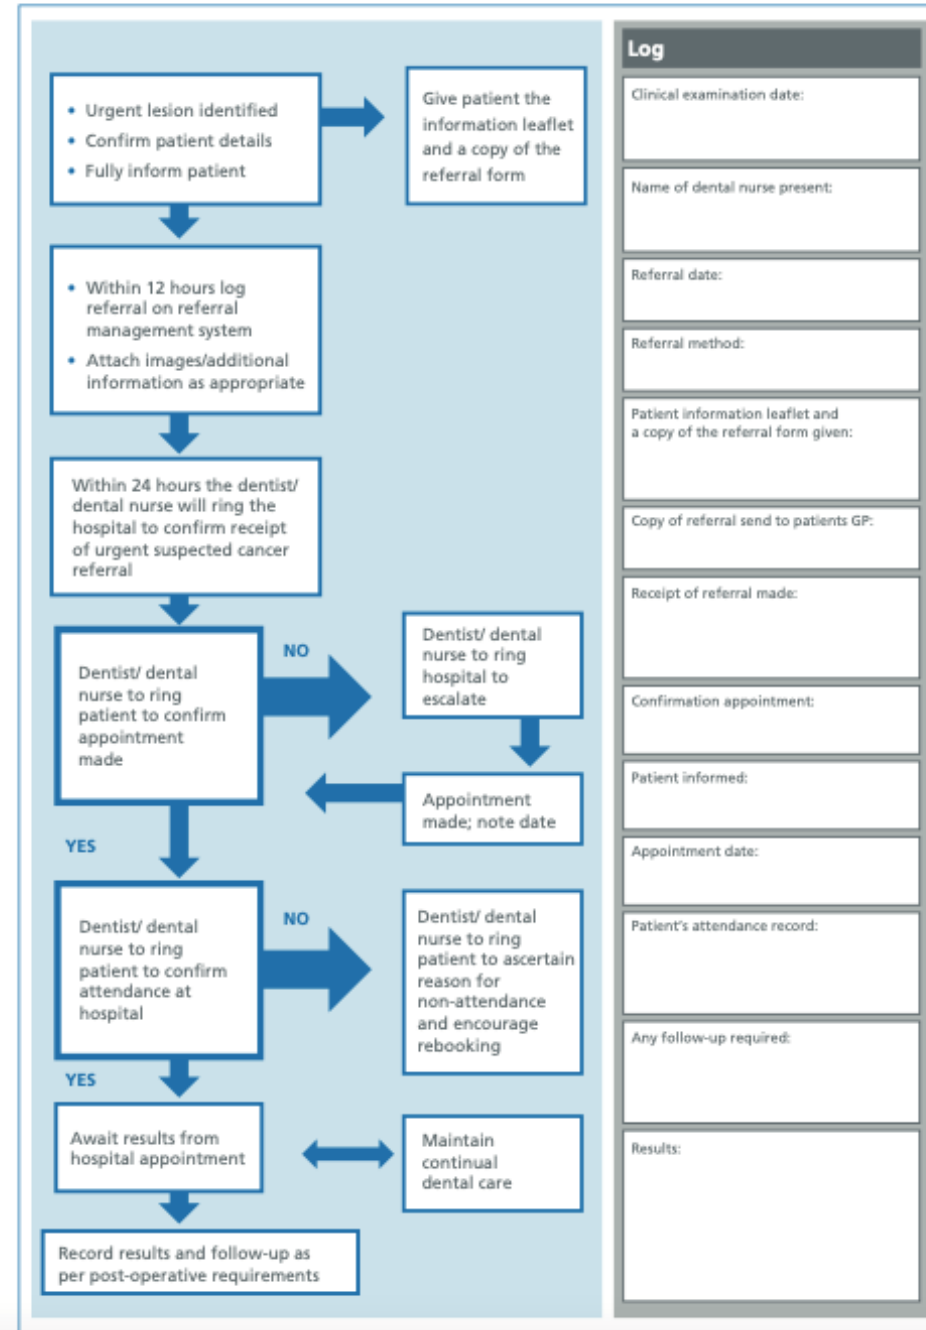 • Urgent lesion identified
• Confirm patient details
• Fully inform patient
Give patient the
information leaflet
and a copy of the
referral form
• Within 12 hours log
referral on referral
management system
• Attach images/additional
information as appropriate
Within 24 hours the dentist/
dental nurse will ring the
hospital to confirm receipt
of urgent suspected cancer
referral
Dentist/ dental
nurse to ring
patient to confirm
appointment
made
NO
Dentist/ dental
nurse to ring
hospital to
escalate
Appointment
made; note date
YES
Dentist/ dental
nurse to ring
patient to confirm
attendance at
hospital
NO
Dentist/ dental
nurse to ring
patient to ascertain
reason for
non-attendance
and encourage
rebooking
YES
Await results from
hospital appointment
Maintain
continual
dental care
Record results and follow-up as
per post-operative requirements
Log
Clinical examination date:
Name of dental nurse present:
Referral date:
Referral method:
Patient information leaflet and
a copy of the referral form given:
Copy of referral send to patients GP:
Receipt of referral made:
Confirmation appointment:
Patient informed:
Appointment date:
Patient's attendance record:
Any follow-up required:
Results: